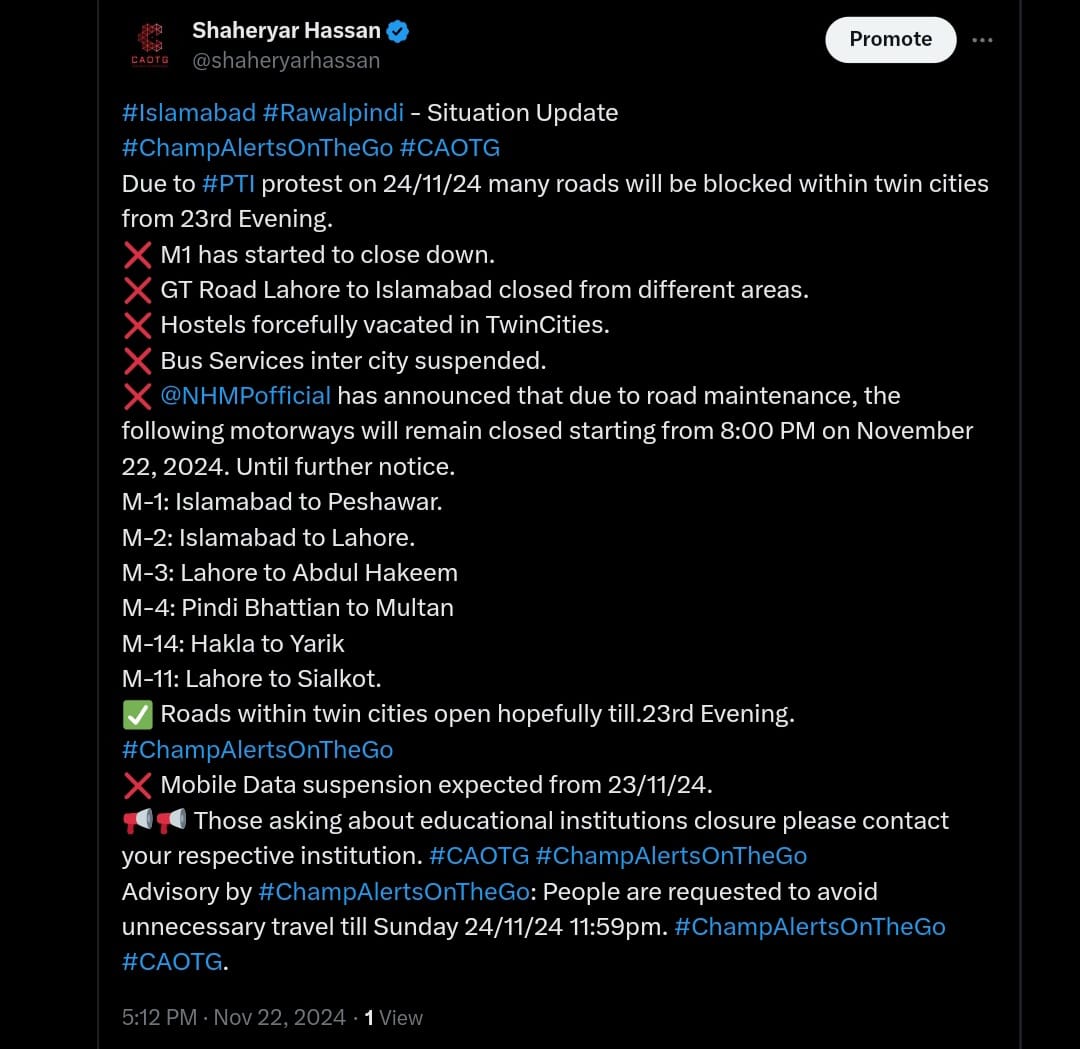 CAOTG
Shaheryar Hassan
@shaheryarhassan
Promote
#Islamabad #Rawalpindi - Situation Update
#ChampAlertsOnTheGo #CAOTG
Due to #PTI protest on 24/11/24 many roads will be blocked within twin cities
from 23rd Evening.
❌ M1 has started to close down.
❌ GT Road Lahore to Islamabad closed from different areas.
❌ Hostels forcefully vacated in TwinCities.
❌ Bus Services inter city suspended.
❌ @NHMPofficial has announced that due to road maintenance, the
following motorways will remain closed starting from 8:00 PM on November
22, 2024. Until further notice.
M-1: Islamabad to Peshawar.
M-2: Islamabad to Lahore.
M-3: Lahore to Abdul Hakeem
M-4: Pindi Bhattian to Multan
M-14: Hakla to Yarik
M-11: Lahore to Sialkot.
✅ Roads within twin cities open hopefully till.23rd Evening.
#ChampAlertsOnTheGo
❌ Mobile Data suspension expected from 23/11/24.
📢📢 Those asking about educational institutions closure please contact
your respective institution. #CAOTG #ChampAlertsOnTheGo
Advisory by #ChampAlertsOnTheGo: People are requested to avoid
unnecessary travel till Sunday 24/11/24 11:59pm. #ChampAlertsOnTheGo
#CAOTG.
5:12 PM · Nov 22, 2024 · 1 View